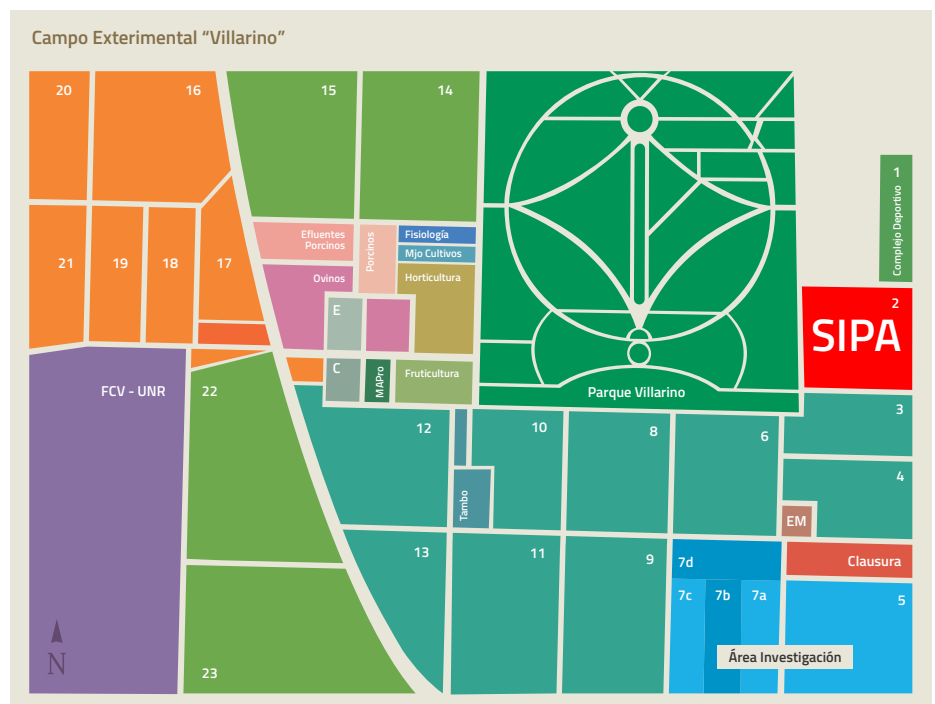 Campo Exterimental “Villarino”
20
16
15
14
1
Complejo Deportivo
Efluentes
Porcinos
Porcinos
Fisiología
Mjo Cultivos
21
19
18
17
Ovinos
Horticultura
2
SIPA
E
C
MAPro
Fruticultura
FCV - UNR
22
Parque Villarino
3
12
10
8
6
4
Tambo
EM
13
11
9
7d
Clausura
7c
7b
7a
5
Área Investigación
N
23